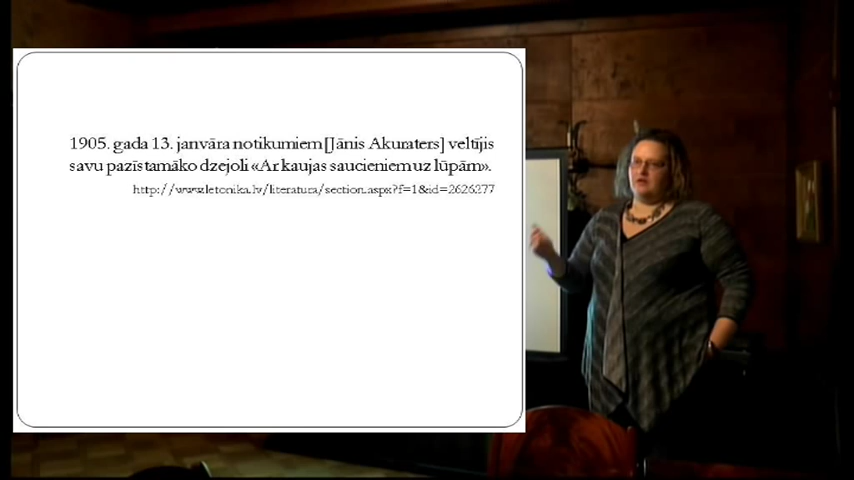 1905. gada 13. janvāra notikumiem [Jānis Akuraters] veltījis
savu pazīstamāko dzejoli «Ar kaujas saucieniem uz lūpām».
http://www.letonika.lv/literatura/section.aspx?f=1&id=2626277